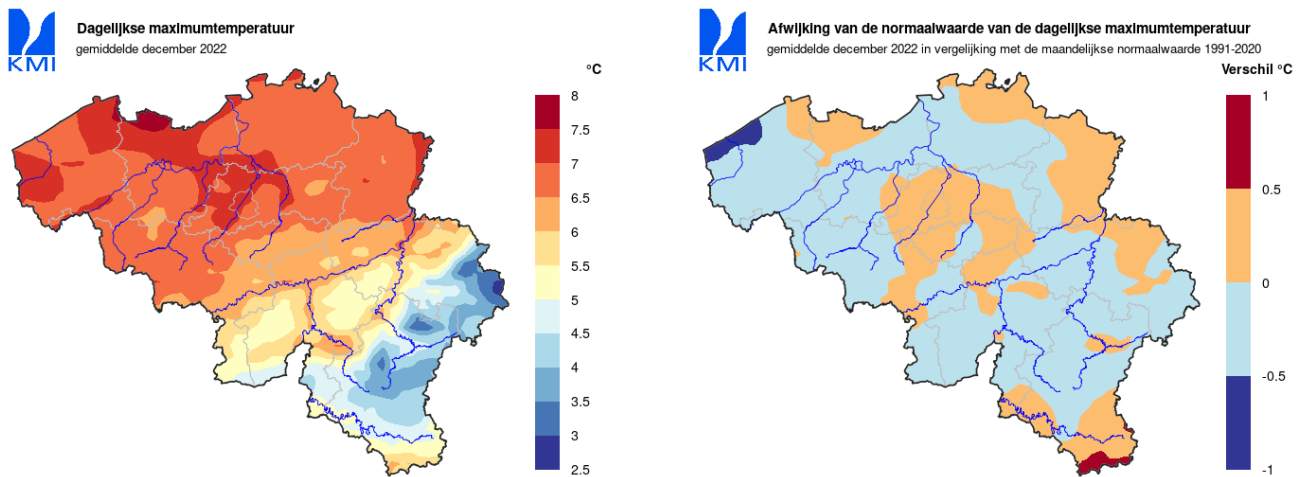 KMI
Dagelijkse maximumtemperatuur
gemiddelde december 2022
°C
8
7.5
7
6.5
6
5.5
5
4.5
4
3.5
3
2.5
KMI
Afwijking van de normaalwaarde van de dagelijkse maximumtemperatuur
gemiddelde december 2022 in vergelijking met de maandelijkse normaalwaarde 1991-2020
Verschil °C
1
0.5
0
-0.5
-1